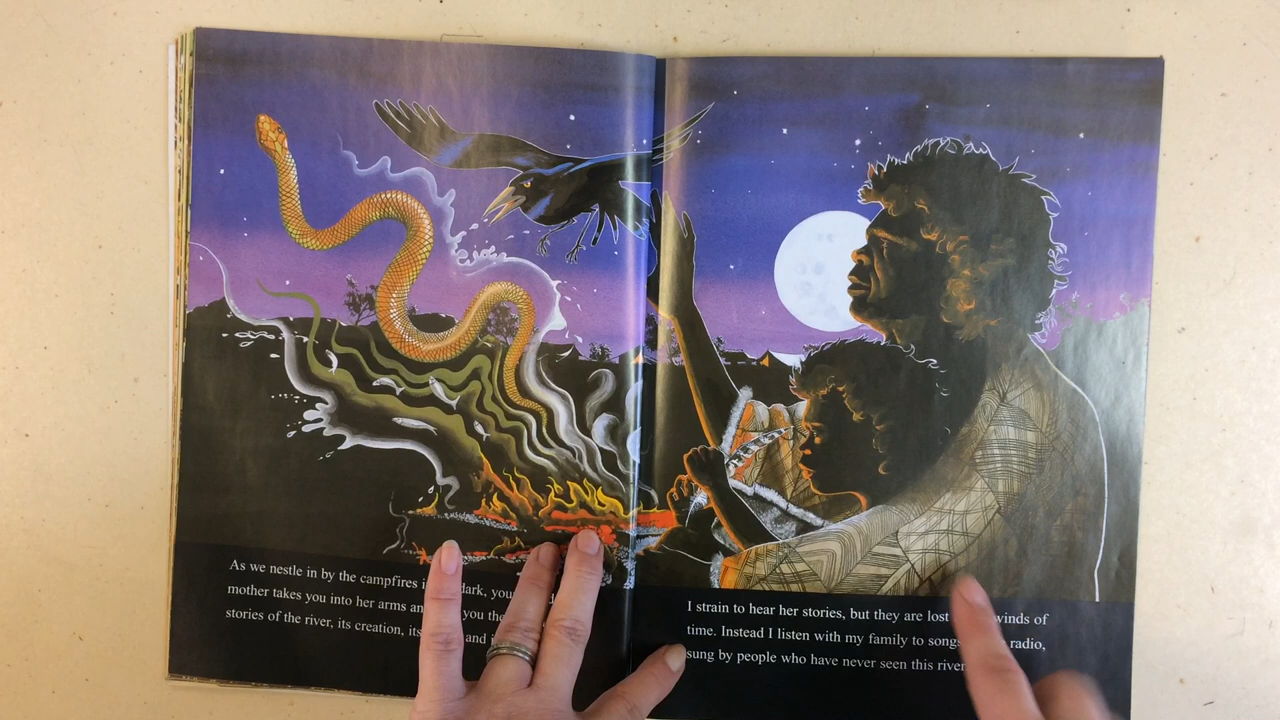 As we nestle in by the campfires dark, you
mother takes you into her arms you
stories of the river, its creation, its and
I strain to hear her stories, but they are lost winds of
time. Instead I listen with my family to songs radio,
sung by people who have never seen this river